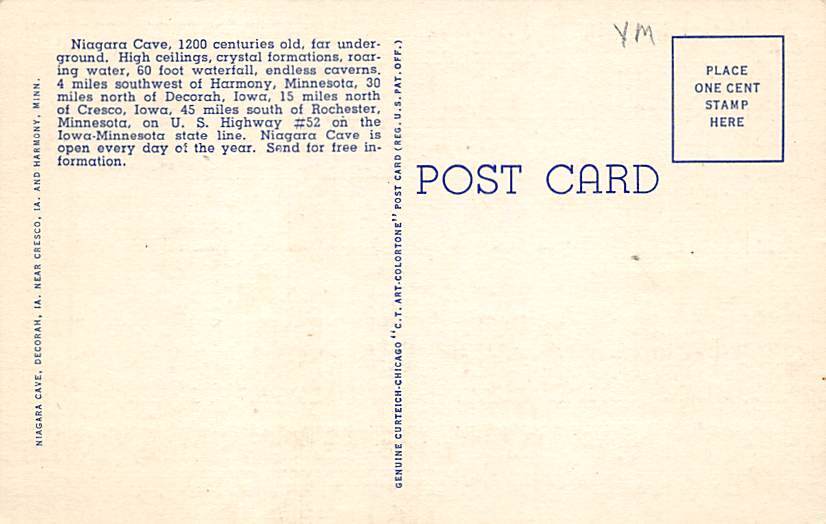 Niagara Cave, 1200 centuries old, far under-
ground. High ceilings, crystal formations, roar-
ing water, 60 foot waterfall, endless caverns.
4 miles southwest of Harmony, Minnesota, 30
miles north of Decorah, Iowa, 15 miles north
of Cresco, Iowa, 45 miles south of Rochester,
Minnesota, on U. S. Highway #52 on the
Iowa-Minnesota state line. Niagara Cave is
open every day of the year. Send for free in-
formation.
NIAGARA CAVE, DECORAH, IA. NEAR CRESCO, IA. AND HARMONY, MINN.
GENUINE CURTEICH-CHICAGO "C.T. ART-COLORTONE" POST CARD (REG. U.S. PAT. OFF.)
POST CARD
YM
PLACE
ONE CENT
STAMP
HERE